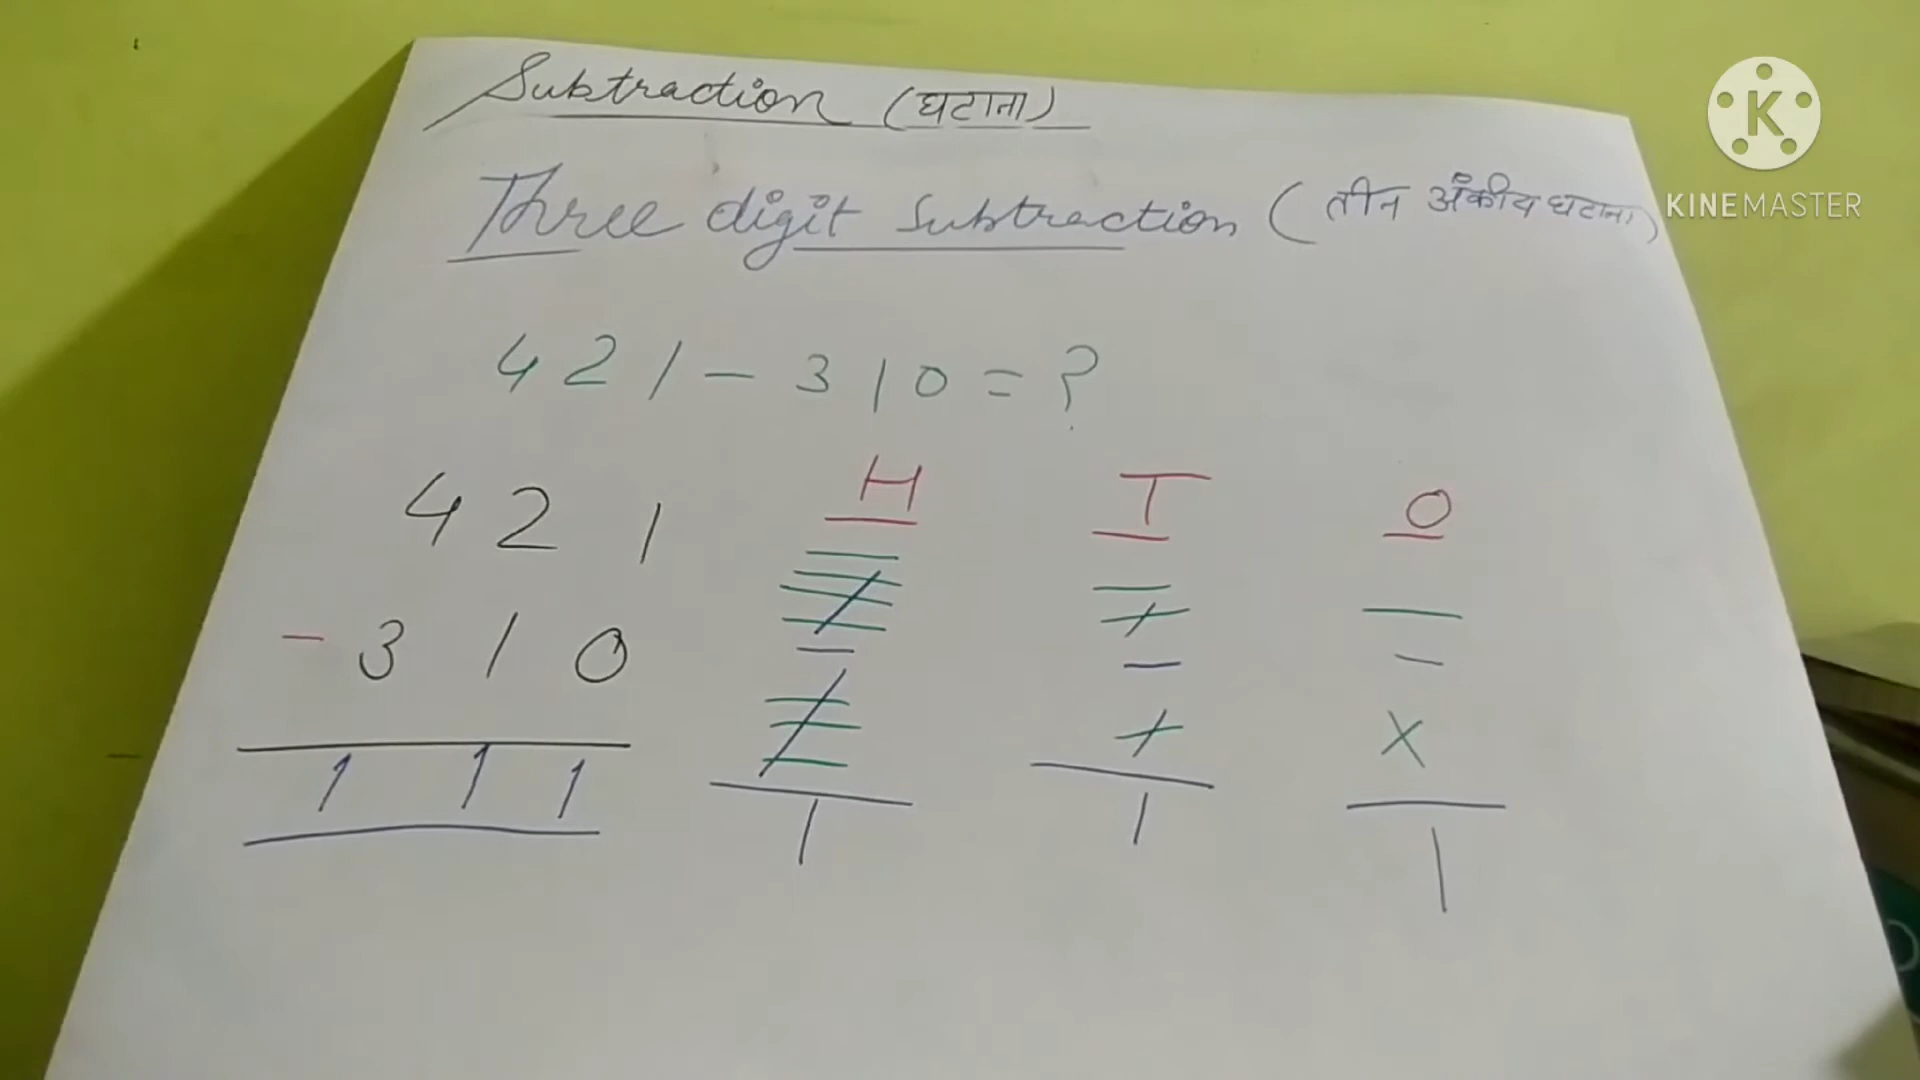 Subtraction (घटाना)
Three digit subtraction (तीन अंकीय घटाना)
KINEMASTER
421 - 310 = ?
421
- 310
111
H T O
- - -
X
1 1 1